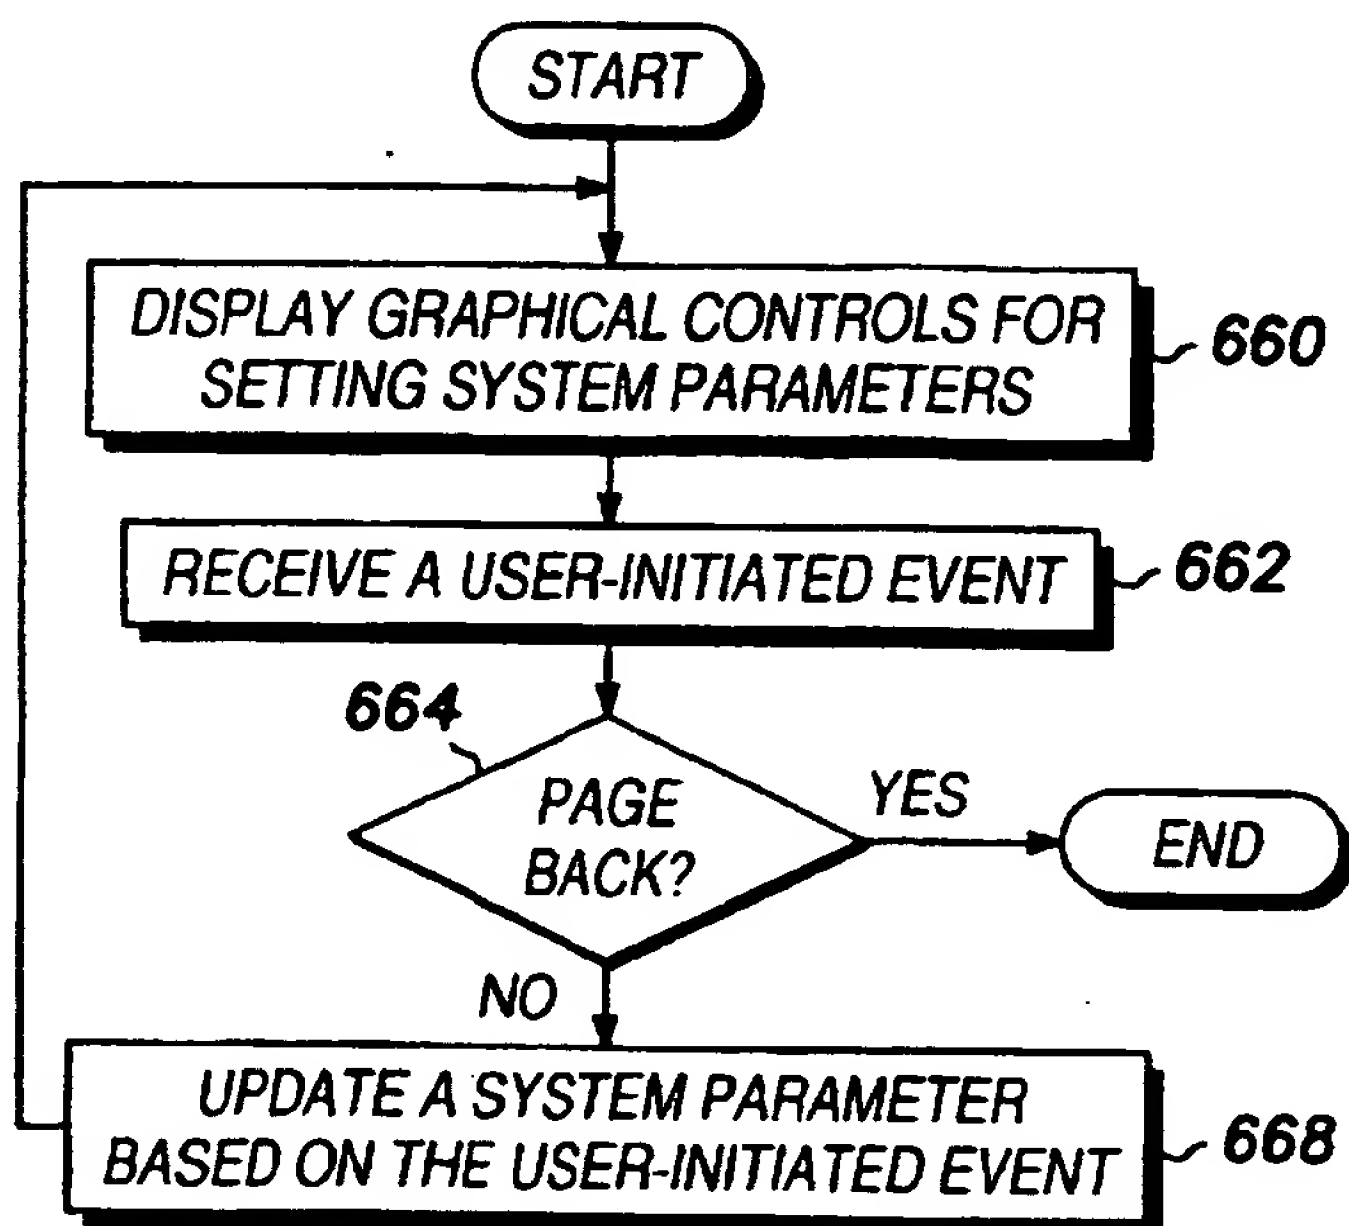 START
DISPLAY GRAPHICAL CONTROLS FOR
SETTING SYSTEM PARAMETERS
660
RECEIVE A USER-INITIATED EVENT
662
664
PAGE
BACK?
YES
END
NO
UPDATE A SYSTEM PARAMETER
BASED ON THE USER-INITIATED EVENT
668